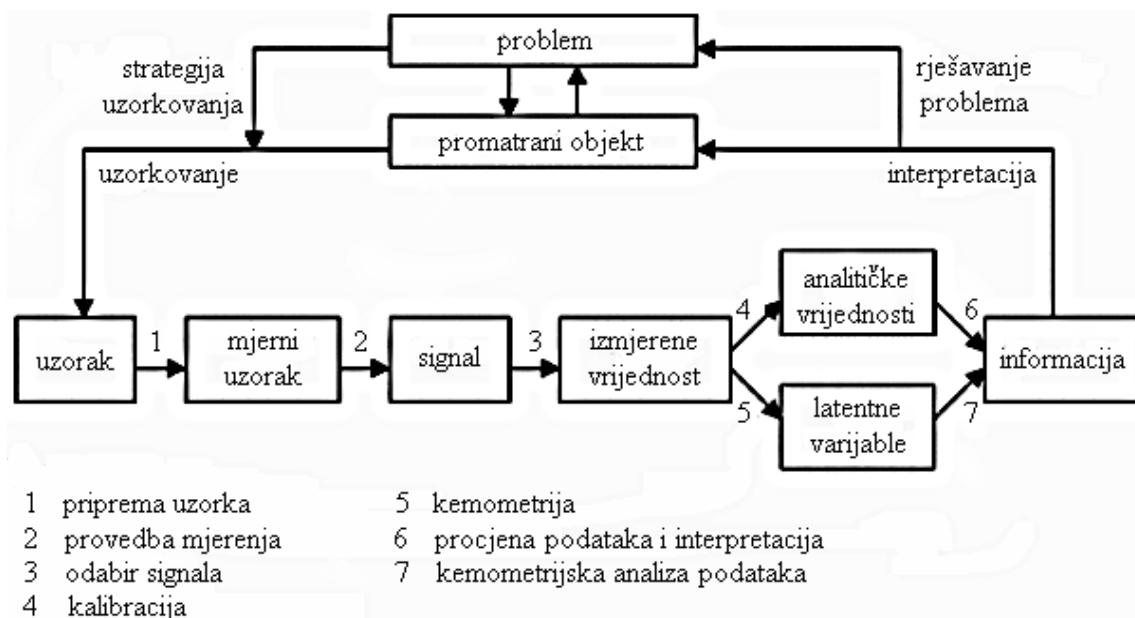 problem
strategija
uzorkovanja
rješavanje
problema
promatrani objekt
uzorkovanje
interpretacija
analitičke
vrijednosti
4
6
uzorak
1
mjerni
uzorak
2
signal
3
izmjerene
vrijednost
informacija
5
latentne
varijable
7
1 priprema uzorka
2 provedba mjerenja
3 odabir signala
4 kalibracija
5 kemometrija
6 procjena podataka i interpretacija
7 kemometrijska analiza podataka